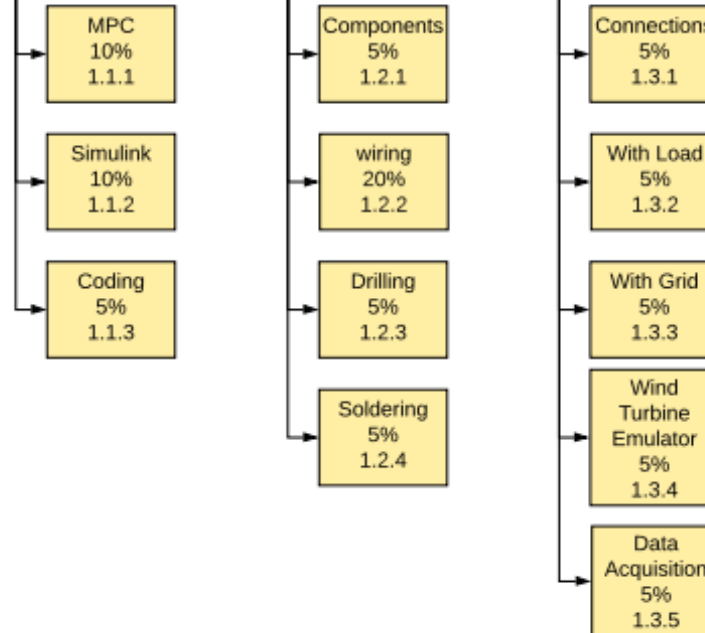 MPC
10%
1.1.1
Simulink
10%
1.1.2
Coding
5%
1.1.3
Components
5%
1.2.1
wiring
20%
1.2.2
Drilling
5%
1.2.3
Soldering
5%
1.2.4
Connections
5%
1.3.1
With Load
5%
1.3.2
With Grid
5%
1.3.3
Wind
Turbine
Emulator
5%
1.3.4
Data
Acquisition
5%
1.3.5